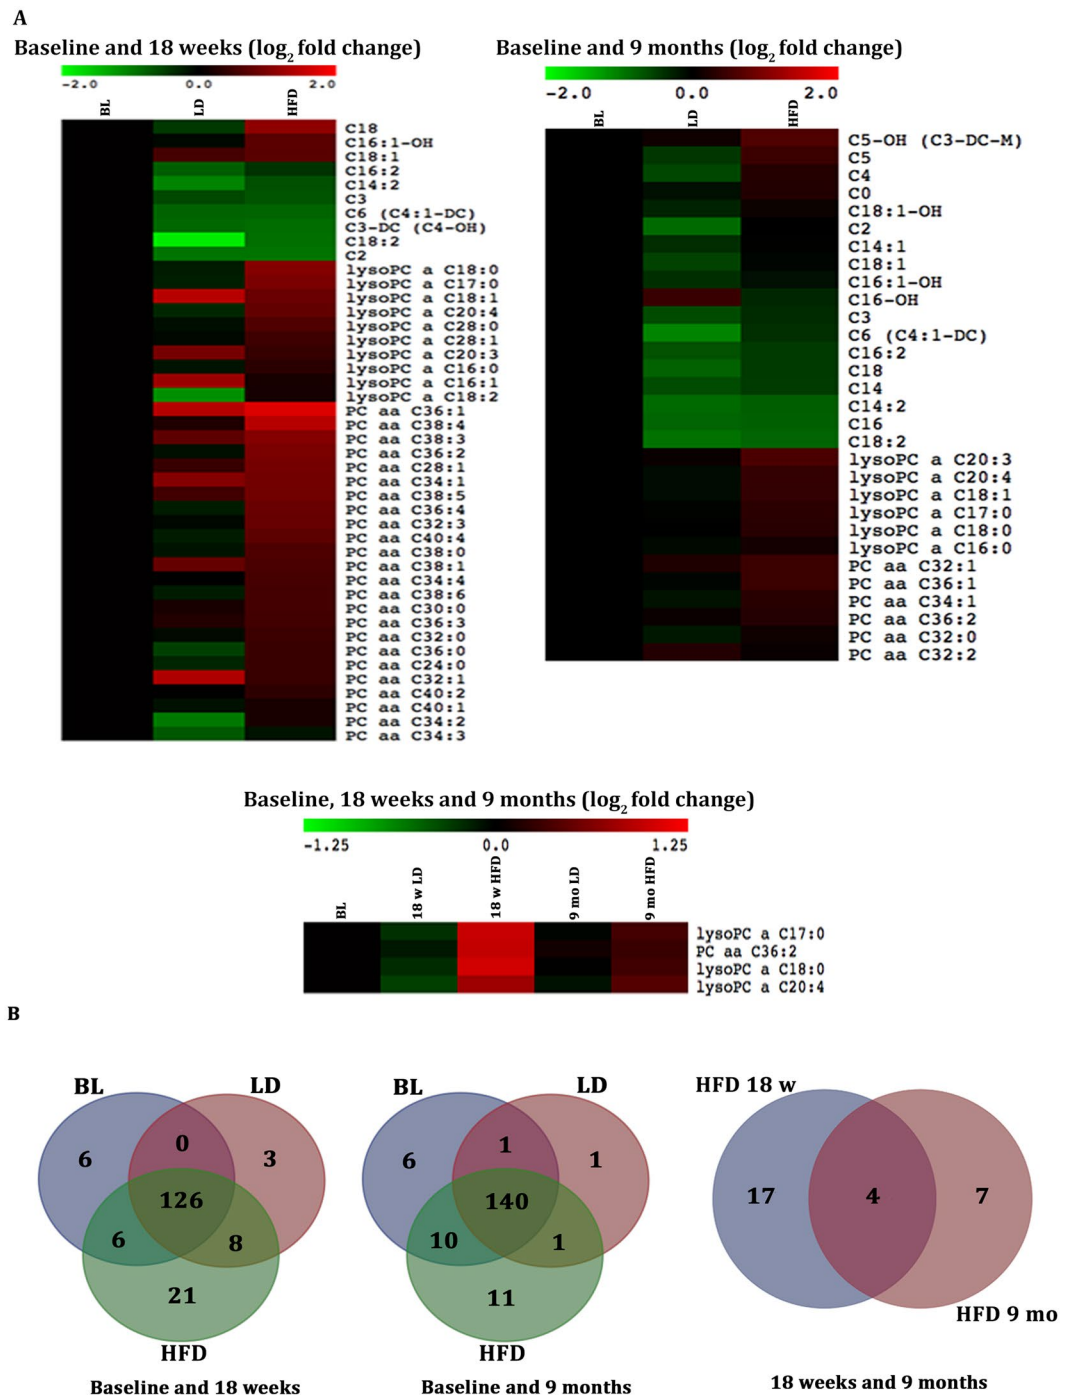 A
Baseline and 18 weeks (log2 fold change)
-2.0 0.0 2.0
BL LD HFD
C18
C16:1-OH
C18:1
C16:2
C14:2
C3
C6 (C4:1-DC)
C3-DC (C4-OH)
C18:2
C2
lysoPC a C18:0
lysoPC a C17:0
lysoPC a C18:1
lysoPC a C20:4
lysoPC a C28:0
lysoPC a C28:1
lysoPC a C20:3
lysoPC a C16:0
lysoPC a C16:1
lysoPC a C18:2
PC aa C36:1
PC aa C38:4
PC aa C38:3
PC aa C36:2
PC aa C28:1
PC aa C34:1
PC aa C38:5
PC aa C36:4
PC aa C32:3
PC aa C40:4
PC aa C38:0
PC aa C38:1
PC aa C34:4
PC aa C38:6
PC aa C30:0
PC aa C36:3
PC aa C32:0
PC aa C36:0
PC aa C24:0
PC aa C32:1
PC aa C40:2
PC aa C40:1
PC aa C34:2
PC aa C34:3
Baseline and 9 months (log2 fold change)
-2.0 0.0 2.0
BL LD HFD
C5-OH (C3-DC-M)
C5
C4
C0
C18:1-OH
C2
C14:1
C18:1
C16:1-OH
C16-OH
C3
C6 (C4:1-DC)
C16:2
C18
C14
C14:2
C16
C18:2
lysoPC a C20:3
lysoPC a C20:4
lysoPC a C18:1
lysoPC a C17:0
lysoPC a C18:0
lysoPC a C16:0
PC aa C32:1
PC aa C36:1
PC aa C34:1
PC aa C36:2
PC aa C32:0
PC aa C32:2
Baseline, 18 weeks and 9 months (log2 fold change)
-1.25 0.0 1.25
BL 18 w LD 18 w HFD 9 mo LD 9 mo HFD
lysoPC a C17:0
PC aa C36:2
lysoPC a C18:0
lysoPC a C20:4
B
BL LD
6 0 3
126
6 8
21
HFD
Baseline and 18 weeks
BL LD
6 1 1
140
10 1
11
HFD
Baseline and 9 months
HFD 18 w
17 4 7
HFD 9 mo
18 weeks and 9 months